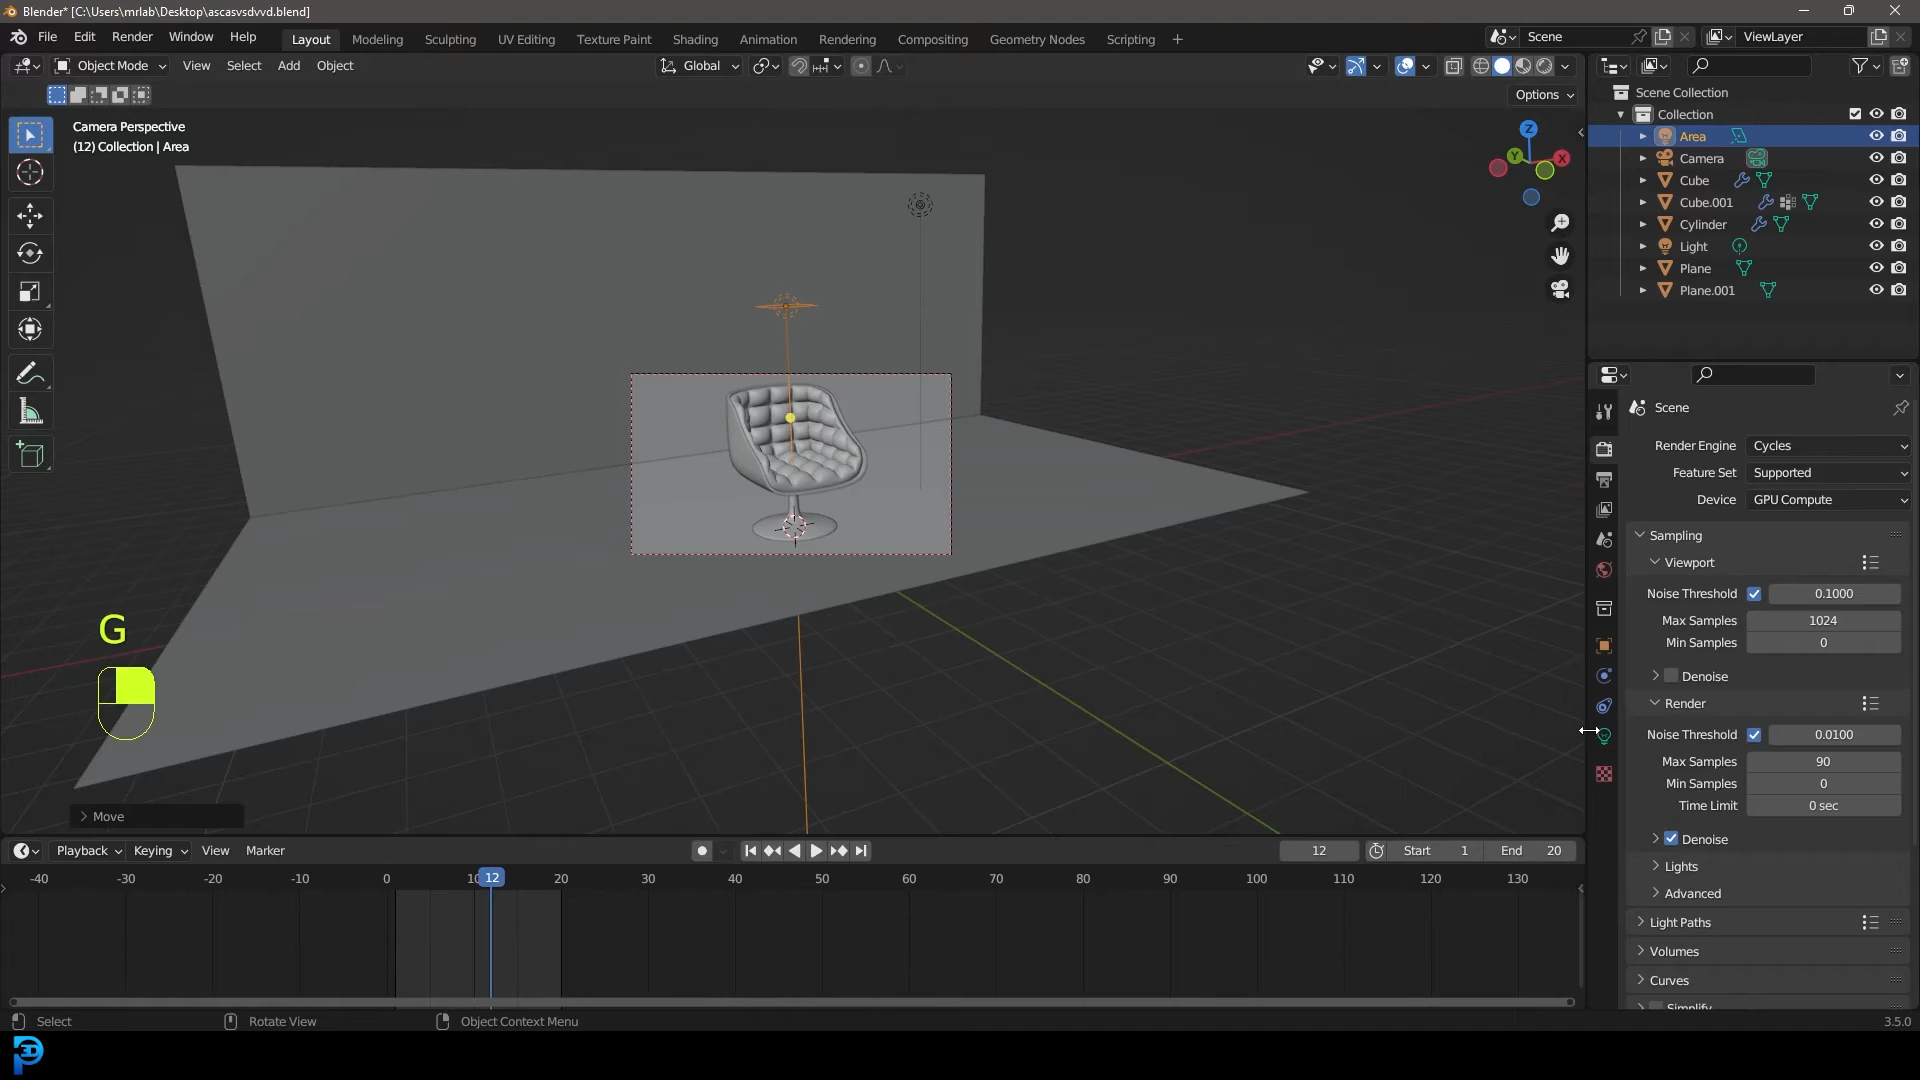 Blender* [C:\Users\mrlab\Desktop\ascasvsdvvd.blend]
File Edit Render Window Help
Layout Modeling Sculpting UV Editing Texture Paint Shading Animation Rendering Compositing Geometry Nodes Scripting +
Scene
ViewLayer
Object Mode View Select Add Object
Global
Options
Camera Perspective
(12) Collection | Area
Z
Y
X
Scene Collection
Collection
Area
Camera
Cube
Cube.001
Cylinder
Light
Plane
Plane.001
Scene
Render Engine Cycles
Feature Set Supported
Device GPU Compute
Sampling
Viewport
Noise Threshold 0.1000
Max Samples 1024
Min Samples 0
Denoise
Render
Noise Threshold 0.0100
Max Samples 90
Min Samples 0
Time Limit 0 sec
Denoise
Lights
Advanced
Light Paths
Volumes
Curves
Simplify
G
Move
Playback Keying View Marker
12
Start 1
End 20
-40 -30 -20 -10 0 10 12 20 30 40 50 60 70 80 90 100 110 120 130
Select
Rotate View
Object Context Menu
3.5.0